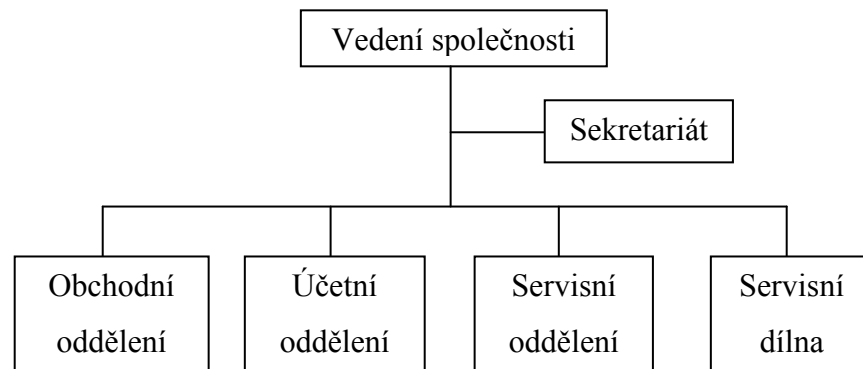 Vedení společnosti
Sekretariát
Obchodní
oddělení
Účetní
oddělení
Servisní
oddělení
Servisní
dílna